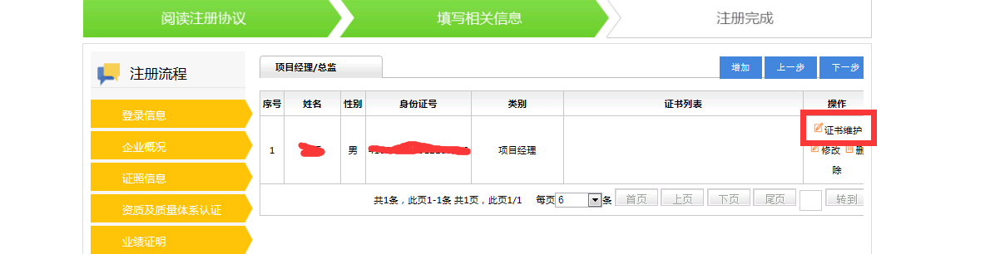 阅读注册协议 填写相关信息 注册完成
注册流程
登录信息
企业概况
证照信息
资质及质量体系认证
业绩证明
项目经理/总监
增加 上一步 下一步
序号 姓名 性别 身份证号 类别 证书列表 操作
1 男 项目经理
证书维护
修改 删
除
共1条，此页1-1条 共1页，此页1/1 每页 6 条 首页 上页 下页 尾页 转到